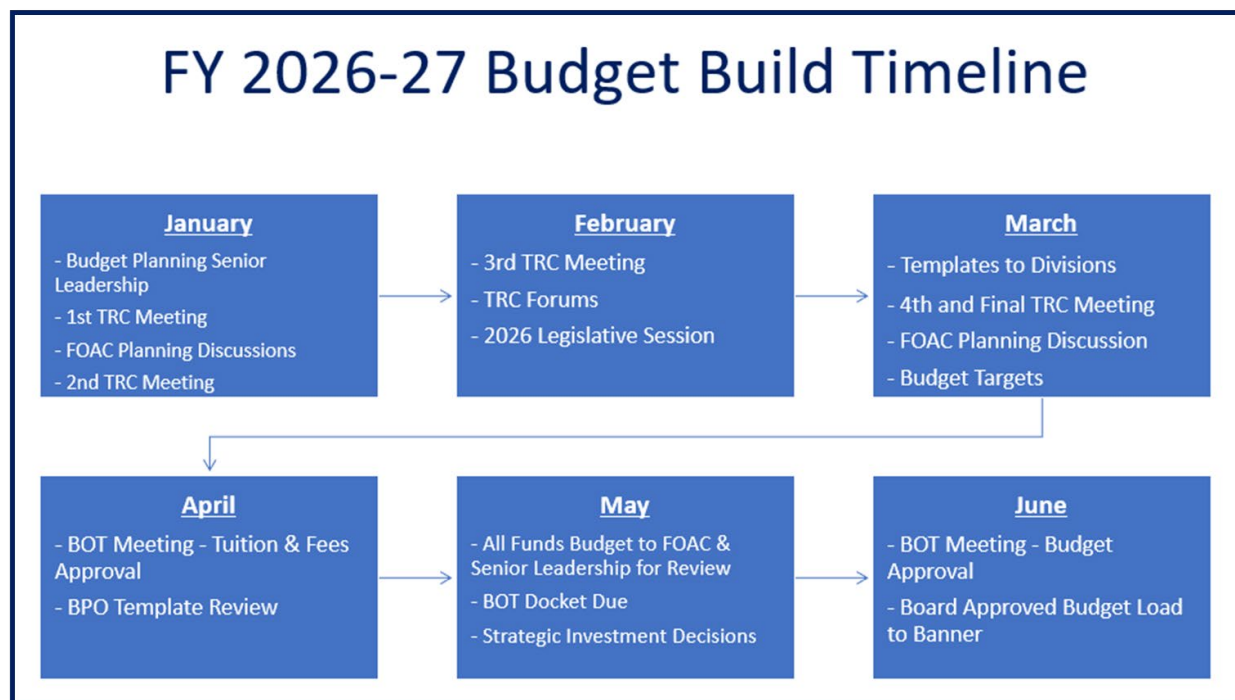 FY 2026-27 Budget Build Timeline
January
- Budget Planning Senior
Leadership
- 1st TRC Meeting
- FOAC Planning Discussions
- 2nd TRC Meeting
February
- 3rd TRC Meeting
- TRC Forums
- 2026 Legislative Session
March
- Templates to Divisions
- 4th and Final TRC Meeting
- FOAC Planning Discussion
- Budget Targets
April
- BOT Meeting - Tuition & Fees
Approval
- BPO Template Review
May
- All Funds Budget to FOAC &
Senior Leadership for Review
- BOT Docket Due
- Strategic Investment Decisions
June
- BOT Meeting - Budget
Approval
- Board Approved Budget Load
to Banner